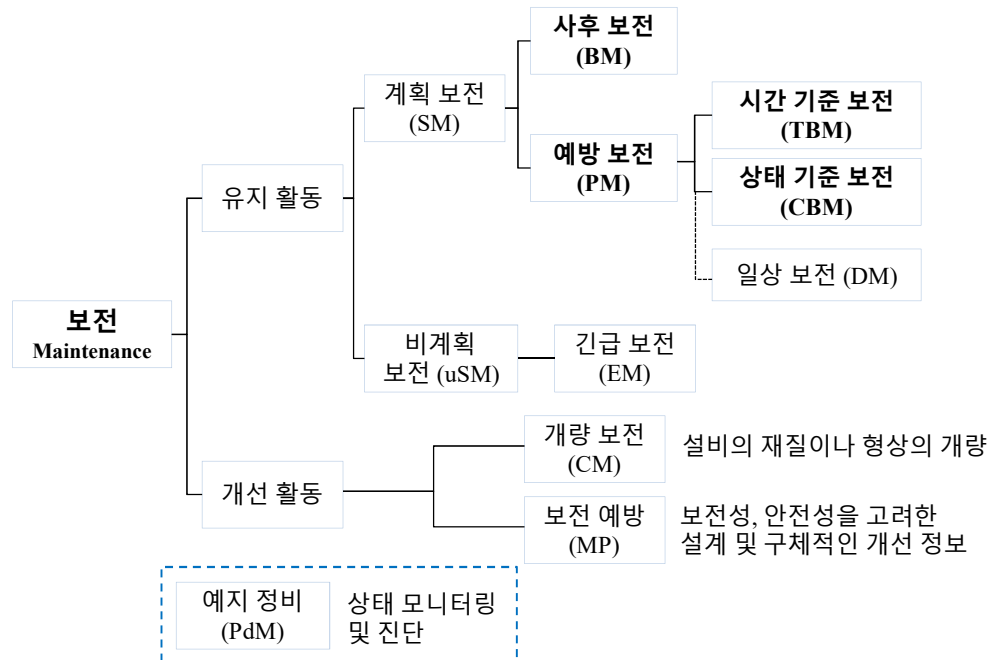 사후 보전
(BM)
계획 보전
(SM)
시간 기준 보전
(TBM)
예방 보전
(PM)
상태 기준 보전
(CBM)
유지 활동
일상 보전 (DM)
보전
Maintenance
비계획
보전 (uSM)
긴급 보전
(EM)
개량 보전
(CM)
설비의 재질이나 형상의 개량
개선 활동
보전 예방
(MP)
보전성, 안전성을 고려한
설계 및 구체적인 개선 정보
예지 정비
(PdM)
상태 모니터링
및 진단